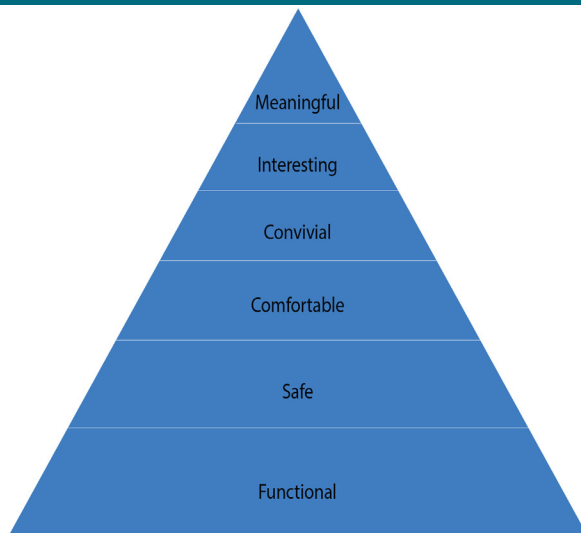 Meaningful
Interesting
Convivial
Comfortable
Safe
Functional